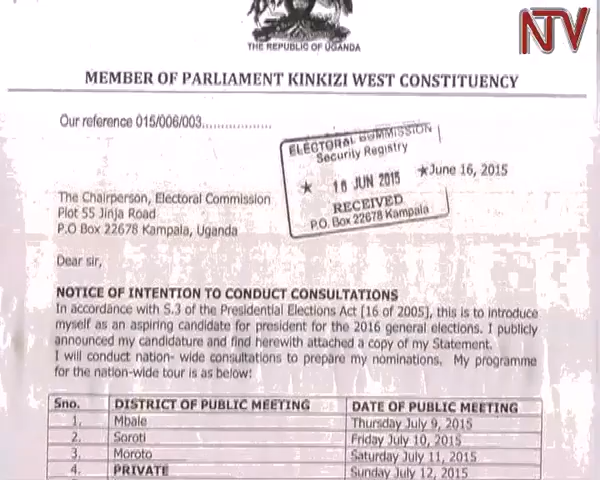 NTV
THE REPUBLIC OF UGANDA
MEMBER OF PARLIAMENT KINKIZI WEST CONSTITUENCY
Our reference 015/006/003..................
ELECTORAL COMMISSION
Security Registry
★ 16 JUN 2015
RECEIVED
P.O. Box 22678 Kampala
★June 16, 2015
The Chairperson, Electoral Commission
Plot 55 Jinja Road
P.O Box 22678 Kampala, Uganda
Dear sir,
NOTICE OF INTENTION TO CONDUCT CONSULTATIONS
In accordance with S.3 of the Presidential Elections Act [16 of 2005], this is to introduce
myself as an aspiring candidate for president for the 2016 general elections. I publicly
announced my candidature and find herewith attached a copy of my Statement.
I will conduct nation- wide consultations to prepare my nominations. My programme
for the nation-wide tour is as below:
Sno. DISTRICT OF PUBLIC MEETING DATE OF PUBLIC MEETING
1. Mbale Thursday July 9, 2015
2. Soroti Friday July 10, 2015
3. Moroto Saturday July 11, 2015
4. PRIVATE Sunday July 12, 2015